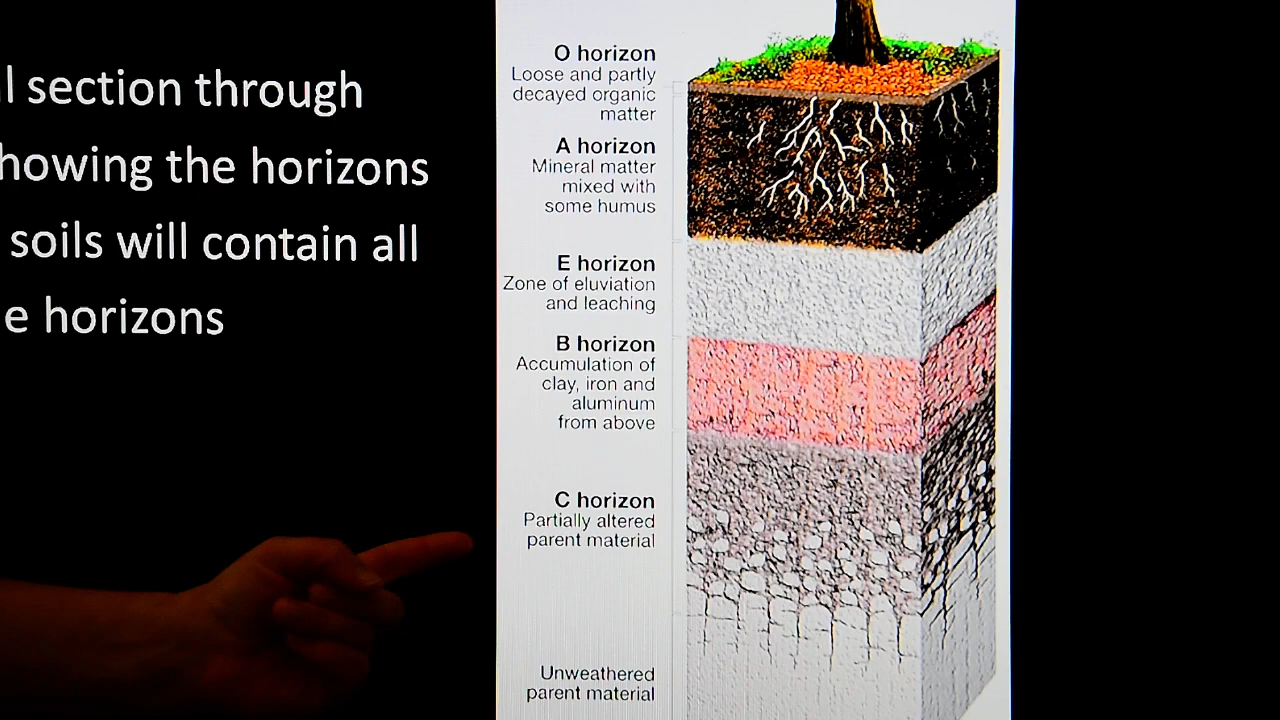 section through
the horizons
soils will contain all
horizons
O horizon
Loose and partly
decayed organic
matter
A horizon
Mineral matter
mixed with
some humus
E horizon
Zone of eluviation
and leaching
B horizon
Accumulation of
clay, iron and
aluminum
from above
C horizon
Partially altered
parent material
Unweathered
parent material